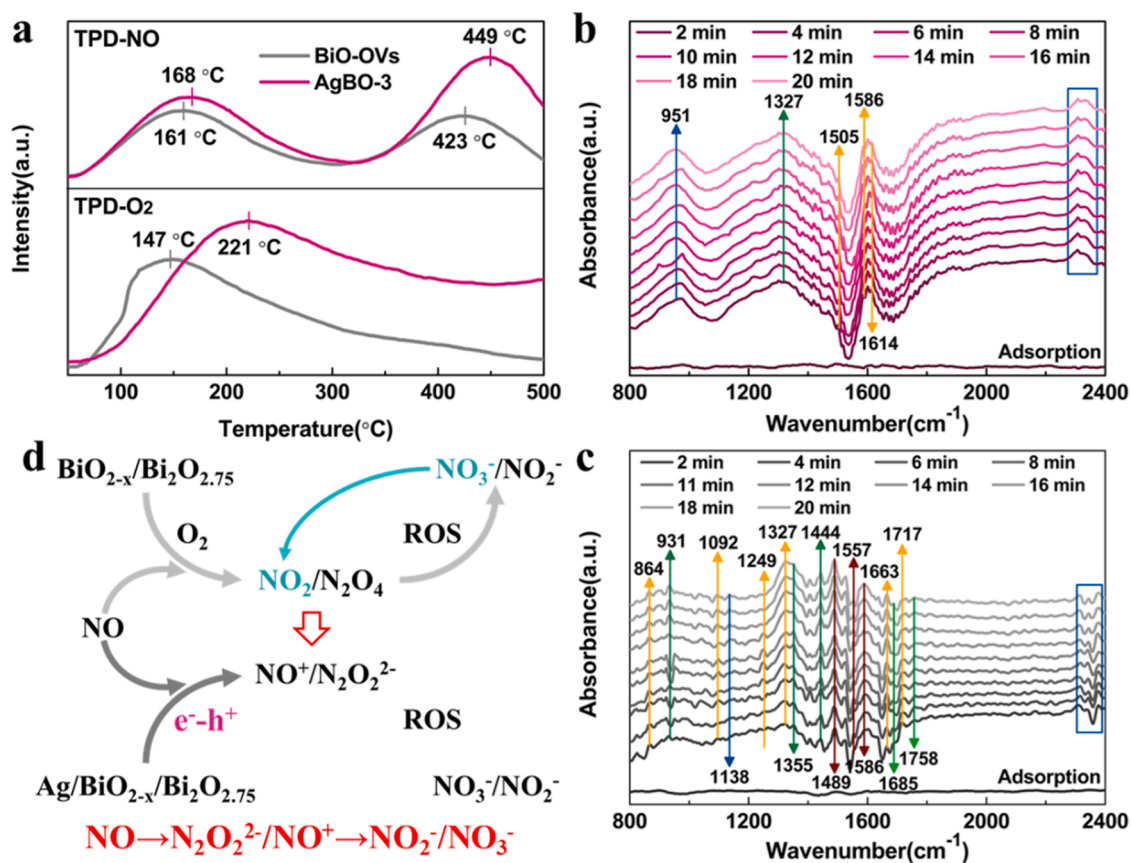 a
TPD-NO
BiO-OVs
AgBO-3
168 °C
161 °C
449 °C
423 °C
TPD-O2
147 °C
221 °C
Intensity(a.u.)
100 200 300 400 500
Temperature(°C)
b
2 min 4 min 6 min 8 min
10 min 12 min 14 min 16 min
18 min 20 min
951
1327
1505
1586
1614
Adsorption
Absorbance(a.u.)
800 1200 1600 2000 2400
Wavenumber(cm⁻¹)
c
2 min 4 min 6 min 8 min
11 min 12 min 14 min 16 min
18 min 20 min
864 931 1092 1249 1327 1444 1557 1663 1717
1138 1355 1489 1586 1685 1758
Adsorption
Absorbance(a.u.)
800 1200 1600 2000 2400
Wavenumber(cm⁻¹)
d
BiO2-x/Bi2O2.75
NO3⁻/NO2⁻
O2
ROS
NO2/N2O4
NO
NO⁺/N2O2²⁻
e⁻-h⁺
ROS
Ag/BiO2-x/Bi2O2.75
NO3⁻/NO2⁻
NO→N2O2²⁻/NO⁺→NO2⁻/NO3⁻